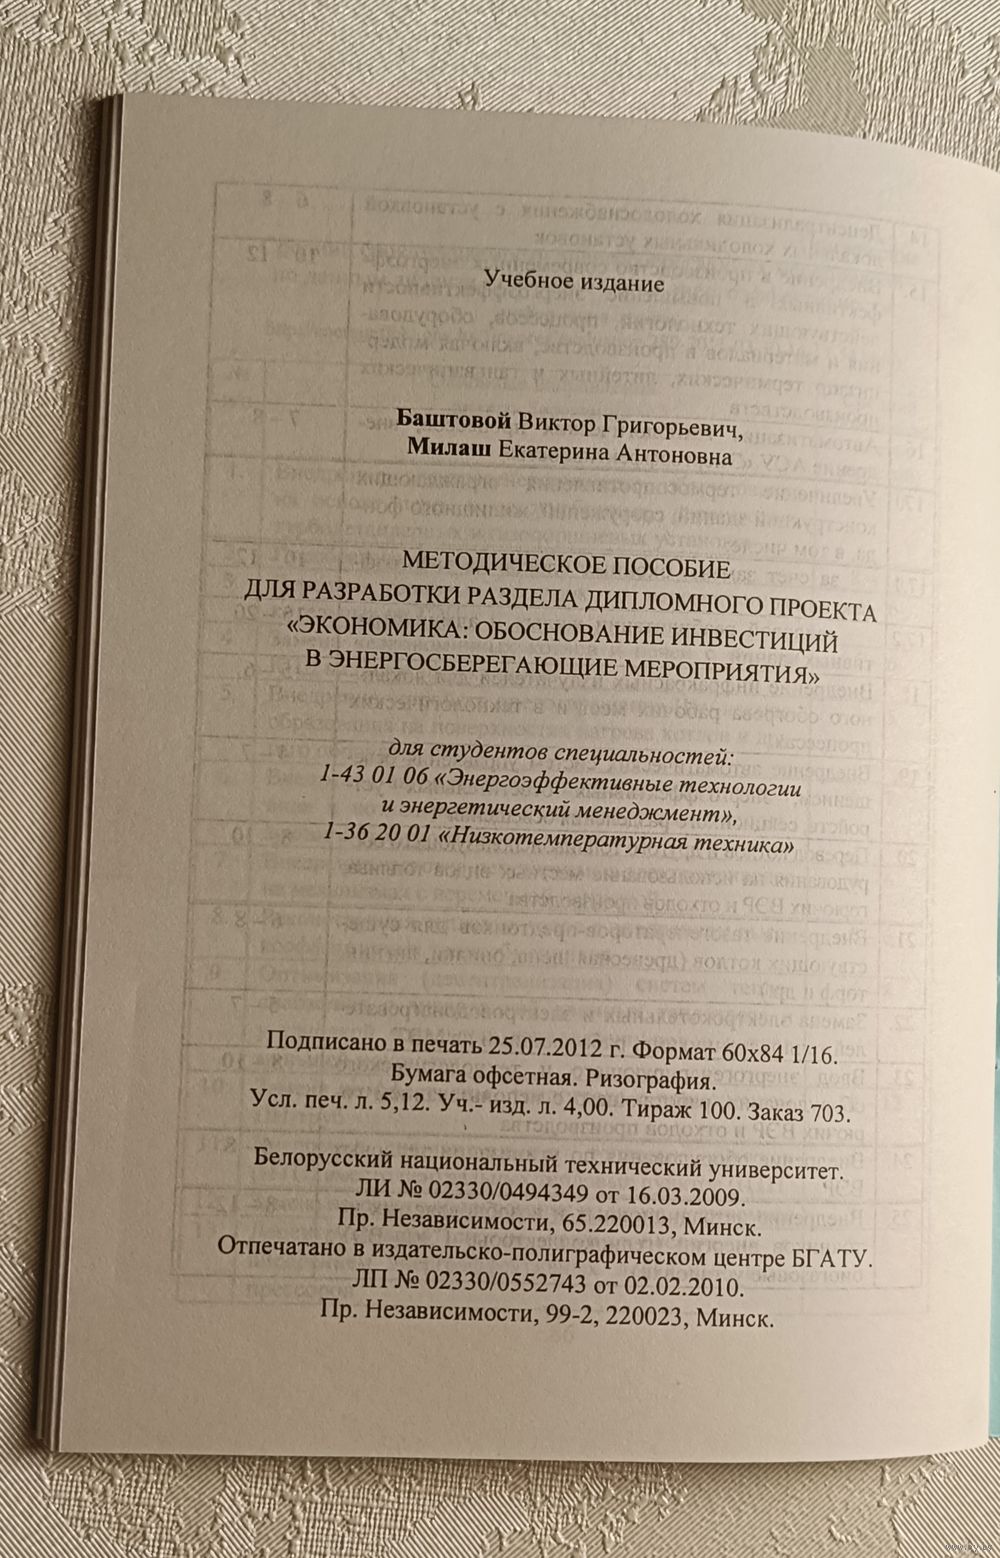 Учебное издание
Баштовой Виктор Григорьевич,
Милаш Екатерина Антоновна
МЕТОДИЧЕСКОЕ ПОСОБИЕ
ДЛЯ РАЗРАБОТКИ РАЗДЕЛА ДИПЛОМНОГО ПРОЕКТА
«ЭКОНОМИКА: ОБОСНОВАНИЕ ИНВЕСТИЦИЙ
В ЭНЕРГОСБЕРЕГАЮЩИЕ МЕРОПРИЯТИЯ»
для студентов специальностей:
1-43 01 06 «Энергоэффективные технологии
и энергетический менеджмент»,
1-36 20 01 «Низкотемпературная техника»
Подписано в печать 25.07.2012 г. Формат 60х84 1/16.
Бумага офсетная. Ризография.
Усл. печ. л. 5,12. Уч.- изд. л. 4,00. Тираж 100. Заказ 703.
Белорусский национальный технический университет.
ЛИ № 02330/0494349 от 16.03.2009.
Пр. Независимости, 65.220013, Минск.
Отпечатано в издательско-полиграфическом центре БГАТУ.
ЛП № 02330/0552743 от 02.02.2010.
Пр. Независимости, 99-2, 220023, Минск.